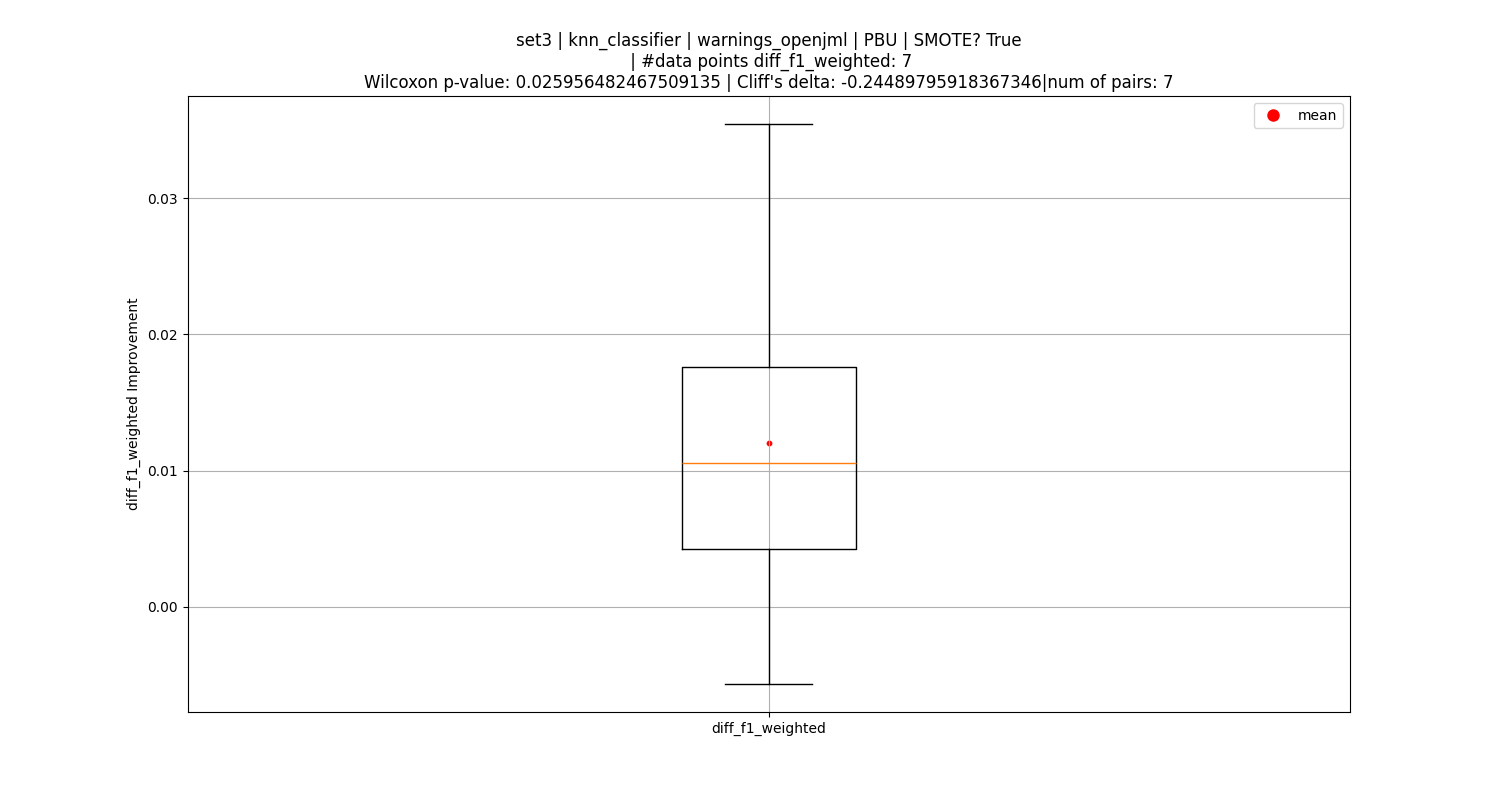 set3 | knn_classifier | warnings_openjml | PBU | SMOTE? True
| #data points diff_f1_weighted: 7
Wilcoxon p-value: 0.025956482467509135 | Cliff's delta: -0.24489795918367346|num of pairs: 7
mean
0.03
0.02
0.01
0.00
diff_f1_weighted Improvement
diff_f1_weighted